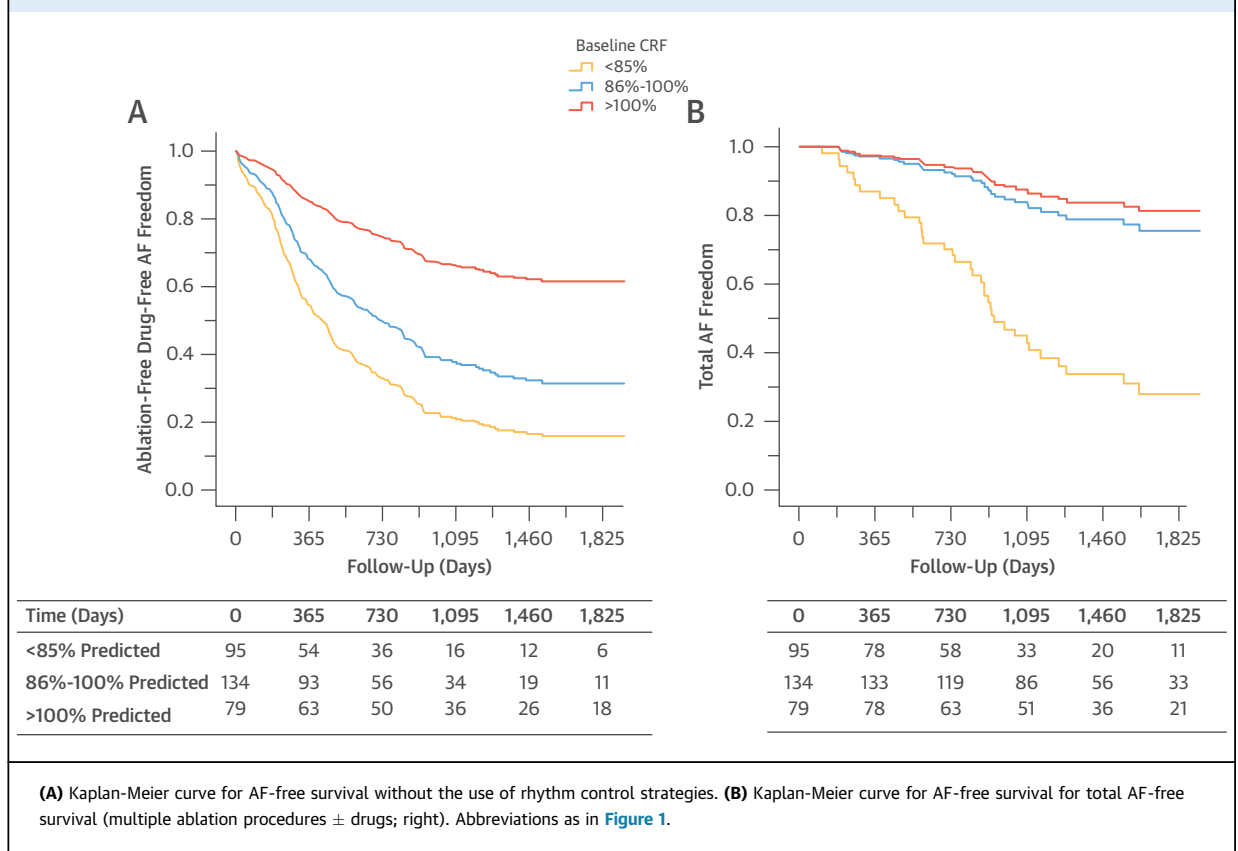 Baseline CRF
<85%
86%-100%
>100%
A
Ablation-Free Drug-Free AF Freedom
1.0
0.8
0.6
0.4
0.2
0.0
0 365 730 1,095 1,460 1,825
Follow-Up (Days)
B
Total AF Freedom
1.0
0.8
0.6
0.4
0.2
0.0
0 365 730 1,095 1,460 1,825
Follow-Up (Days)
Time (Days) 0 365 730 1,095 1,460 1,825 0 365 730 1,095 1,460 1,825
<85% Predicted 95 54 36 16 12 6 95 78 58 33 20 11
86%-100% Predicted 134 93 56 34 19 11 134 133 119 86 56 33
>100% Predicted 79 63 50 36 26 18 79 78 63 51 36 21
(A) Kaplan-Meier curve for AF-free survival without the use of rhythm control strategies. (B) Kaplan-Meier curve for AF-free survival for total AF-free
survival (multiple ablation procedures ± drugs; right). Abbreviations as in Figure 1.